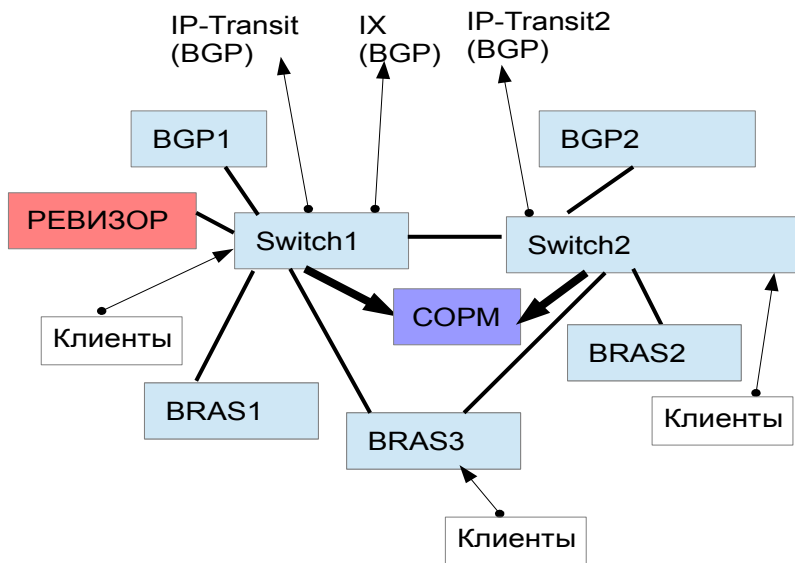 IP-Transit
(BGP)
IX
(BGP)
IP-Transit2
(BGP)
BGP1
BGP2
РЕВИЗОР
Switch1
Switch2
СОРМ
Клиенты
BRAS1
BRAS2
BRAS3
Клиенты
Клиенты